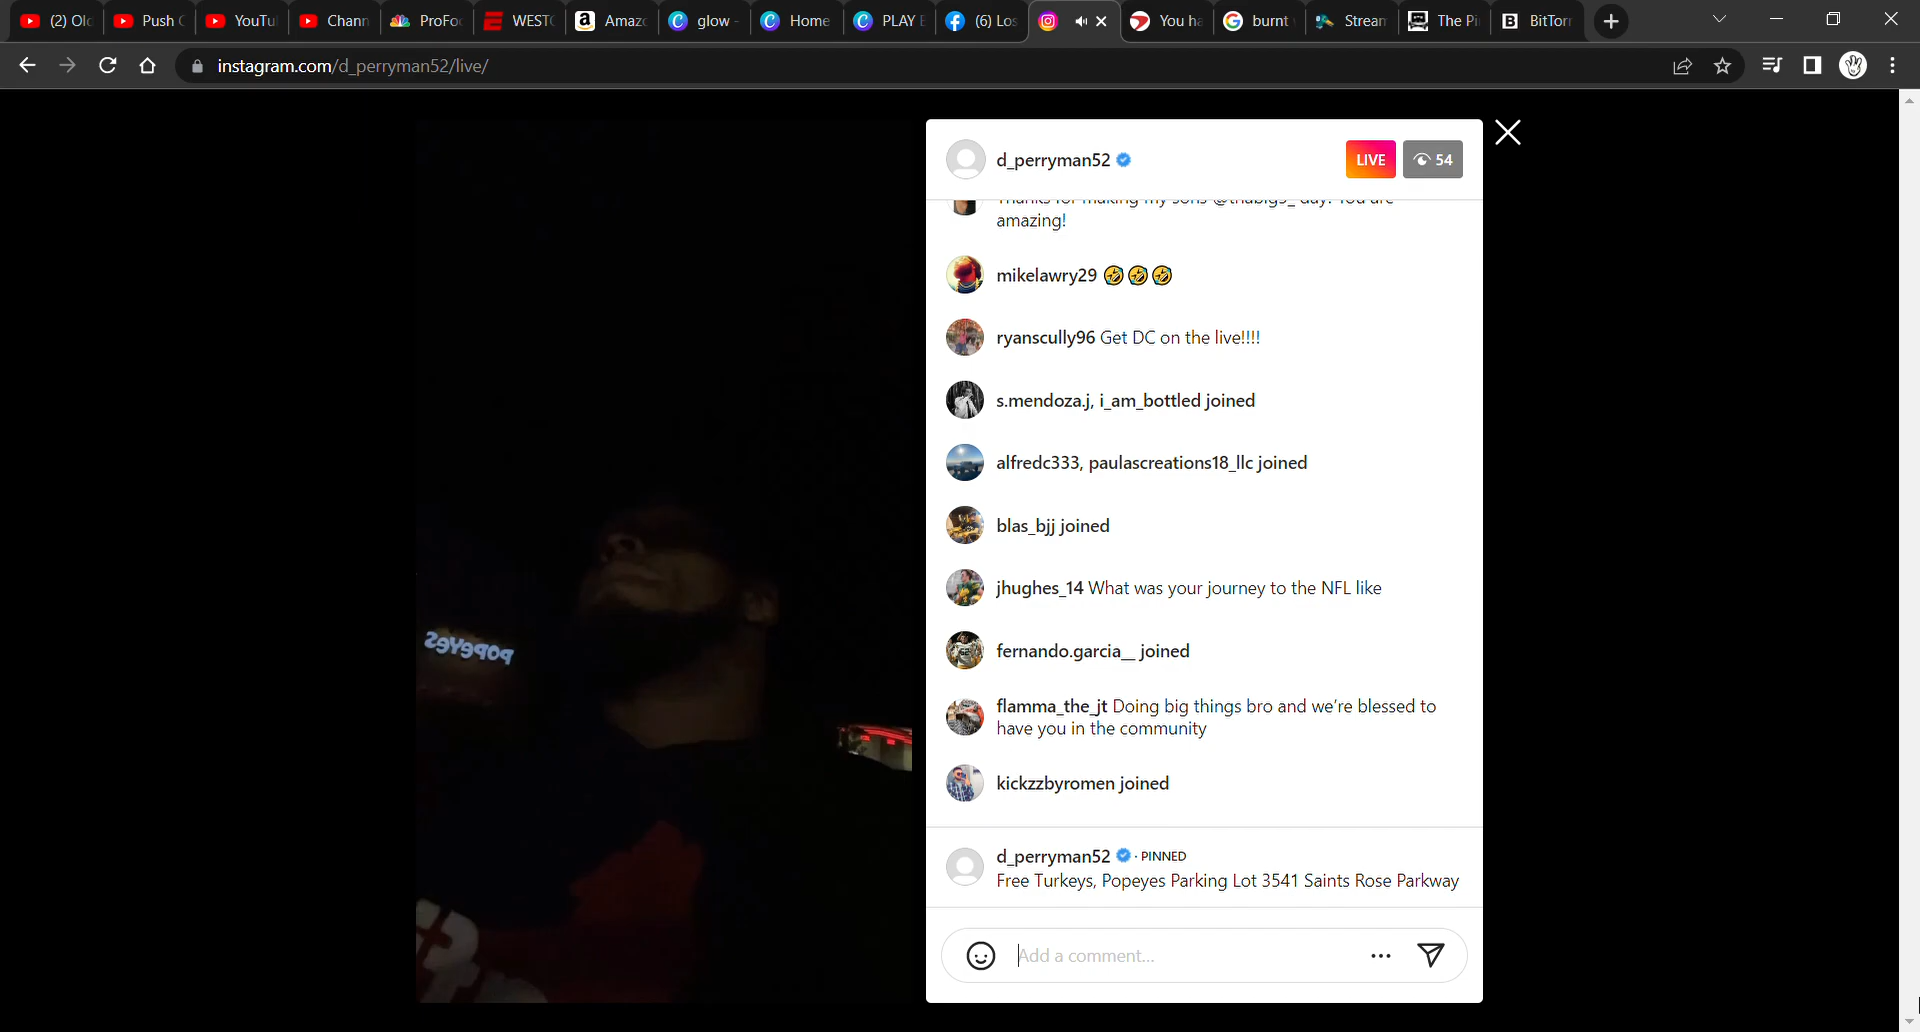 (2) Old
Push
YouTu
Chann
ProFo
WEST
Amazo
glow -
Home
PLAY
(6) Los
You ha
burnt
Stream
The Pi
BitTorr
instagram.com/d_perryman52/live/
d_perryman52
LIVE
54
Thanks for making my sons @thabigs_ day! You are
amazing!
mikelawry29 🤣🤣🤣
ryanscully96 Get DC on the live!!!!
s.mendoza.j, i_am_bottled joined
alfredc333, paulascreations18_llc joined
blas_bjj joined
jhughes_14 What was your journey to the NFL like
fernando.garcia__ joined
flamma_the_jt Doing big things bro and we're blessed to
have you in the community
kickzzbyromen joined
d_perryman52 · PINNED
Free Turkeys, Popeyes Parking Lot 3541 Saints Rose Parkway
Add a comment...
POPEYES